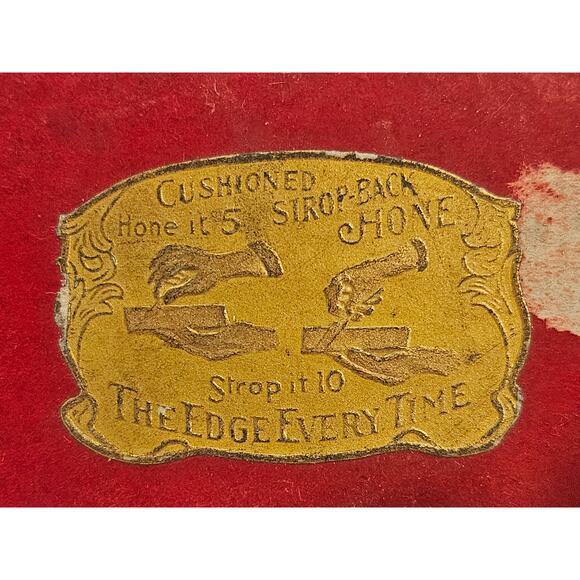 CUSHIONED
STROP-BACK
Hone it 5 HONE
Strop it 10
THE EDGE EVERY TIME